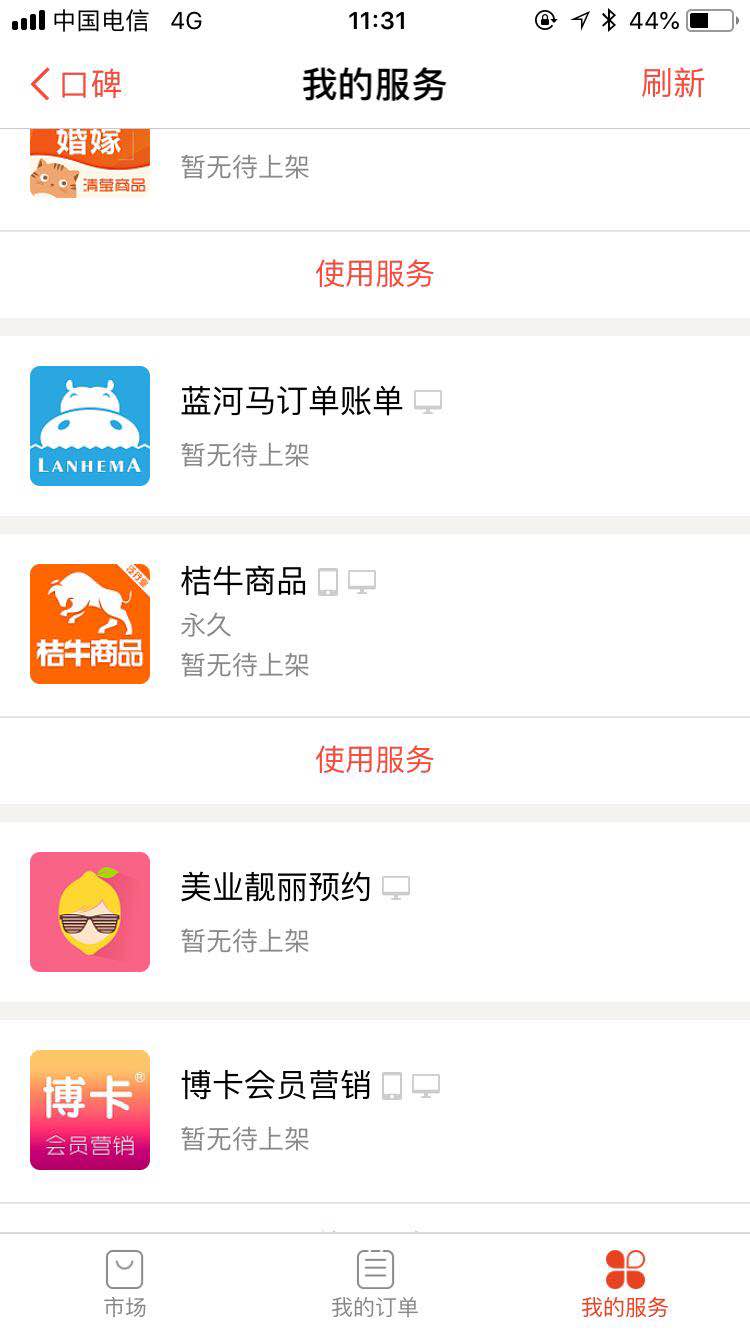 中国电信 4G 11:31 44%
口碑 我的服务 刷新
婚嫁
清莹商品
暂无待上架
使用服务
LANHEMA
蓝河马订单账单
暂无待上架
桔牛商品
桔牛商品
永久
暂无待上架
使用服务
美业靓丽预约
暂无待上架
博卡®
会员营销
博卡会员营销
暂无待上架
市场 我的订单 我的服务